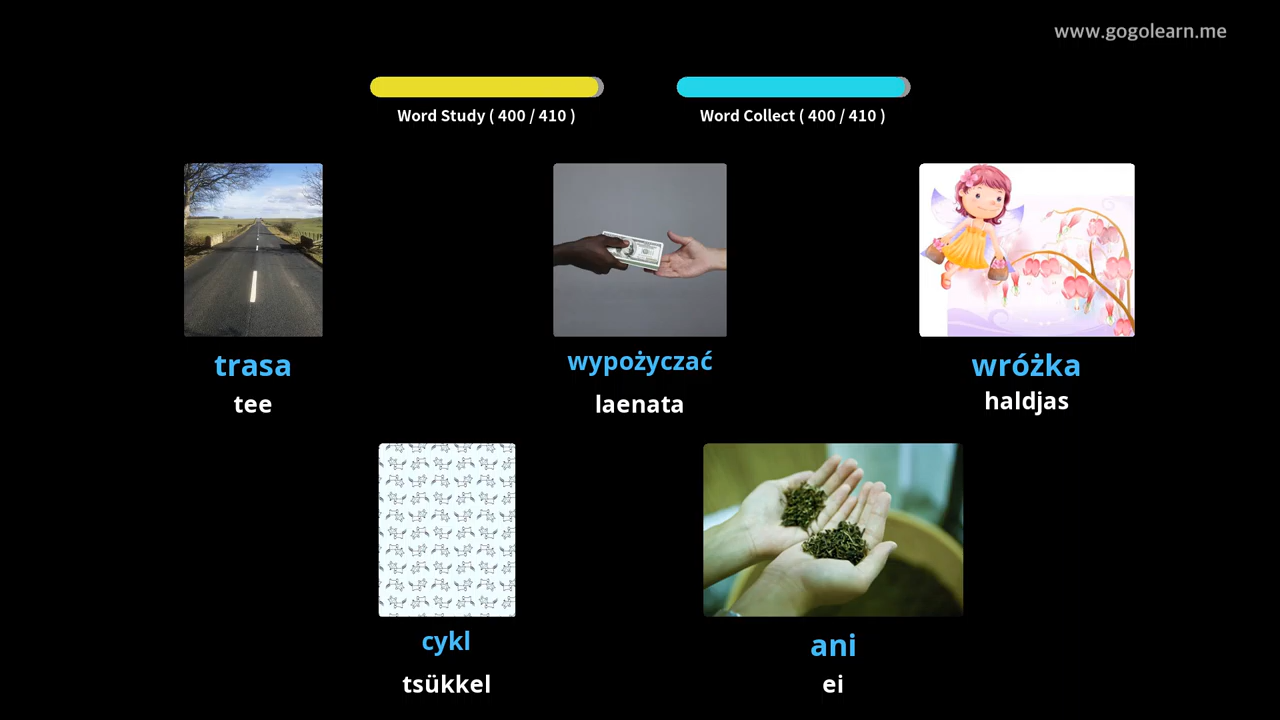 www.gogolearn.me
Word Study ( 400 / 410 )
Word Collect ( 400 / 410 )
trasa
tee
wypożyczać
laenata
wróżka
haldjas
cykl
tsükkel
ani
ei